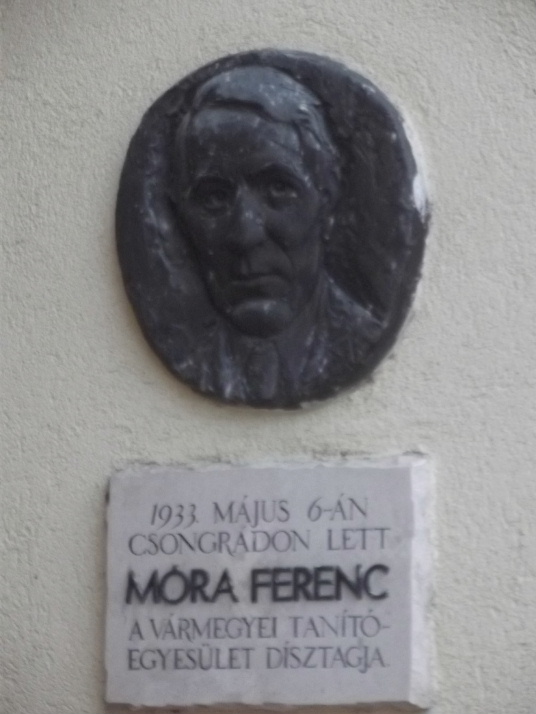 1933. MÁJUS 6-ÁN
CSONGRÁDON LETT
MÓRA FERENC
A VÁRMEGYEI TANÍTÓ-
EGYESÜLET DÍSZTAGJA.